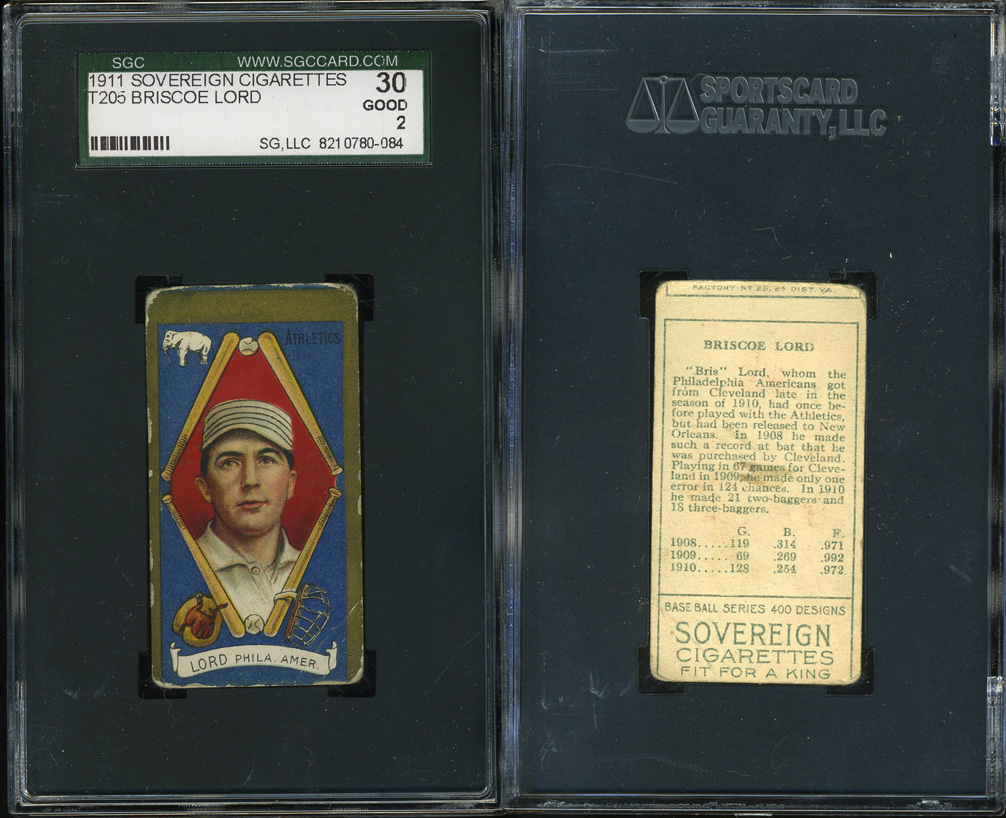 SGC WWW.SGCCARD.COM
1911 SOVEREIGN CIGARETTES 30
T205 BRISCOE LORD GOOD
2
SG, LLC 8210780-084
ATHLETICS
LORD PHILA. AMER.
SPORTSCARD
GUARANTY, LLC
FACTORY Nº 25, 2ᴰ DIST. VA.
BRISCOE LORD
"Bris" Lord, whom the
Philadelphia Americans got
from Cleveland late in the
season of 1910, had once be-
fore played with the Athletics,
but had been released to New
Orleans. In 1908 he made
such a record at bat that he
was purchased by Cleveland.
Playing in 67 games for Cleve-
land in 1909, he made only one
error in 124 chances. In 1910
he made 21 two-baggers and
18 three-baggers.
G. B. F.
1908.....119 .314 .971
1909..... 69 .269 .992
1910.....128 .254 .972
BASE BALL SERIES 400 DESIGNS
SOVEREIGN
CIGARETTES
FIT FOR A KING